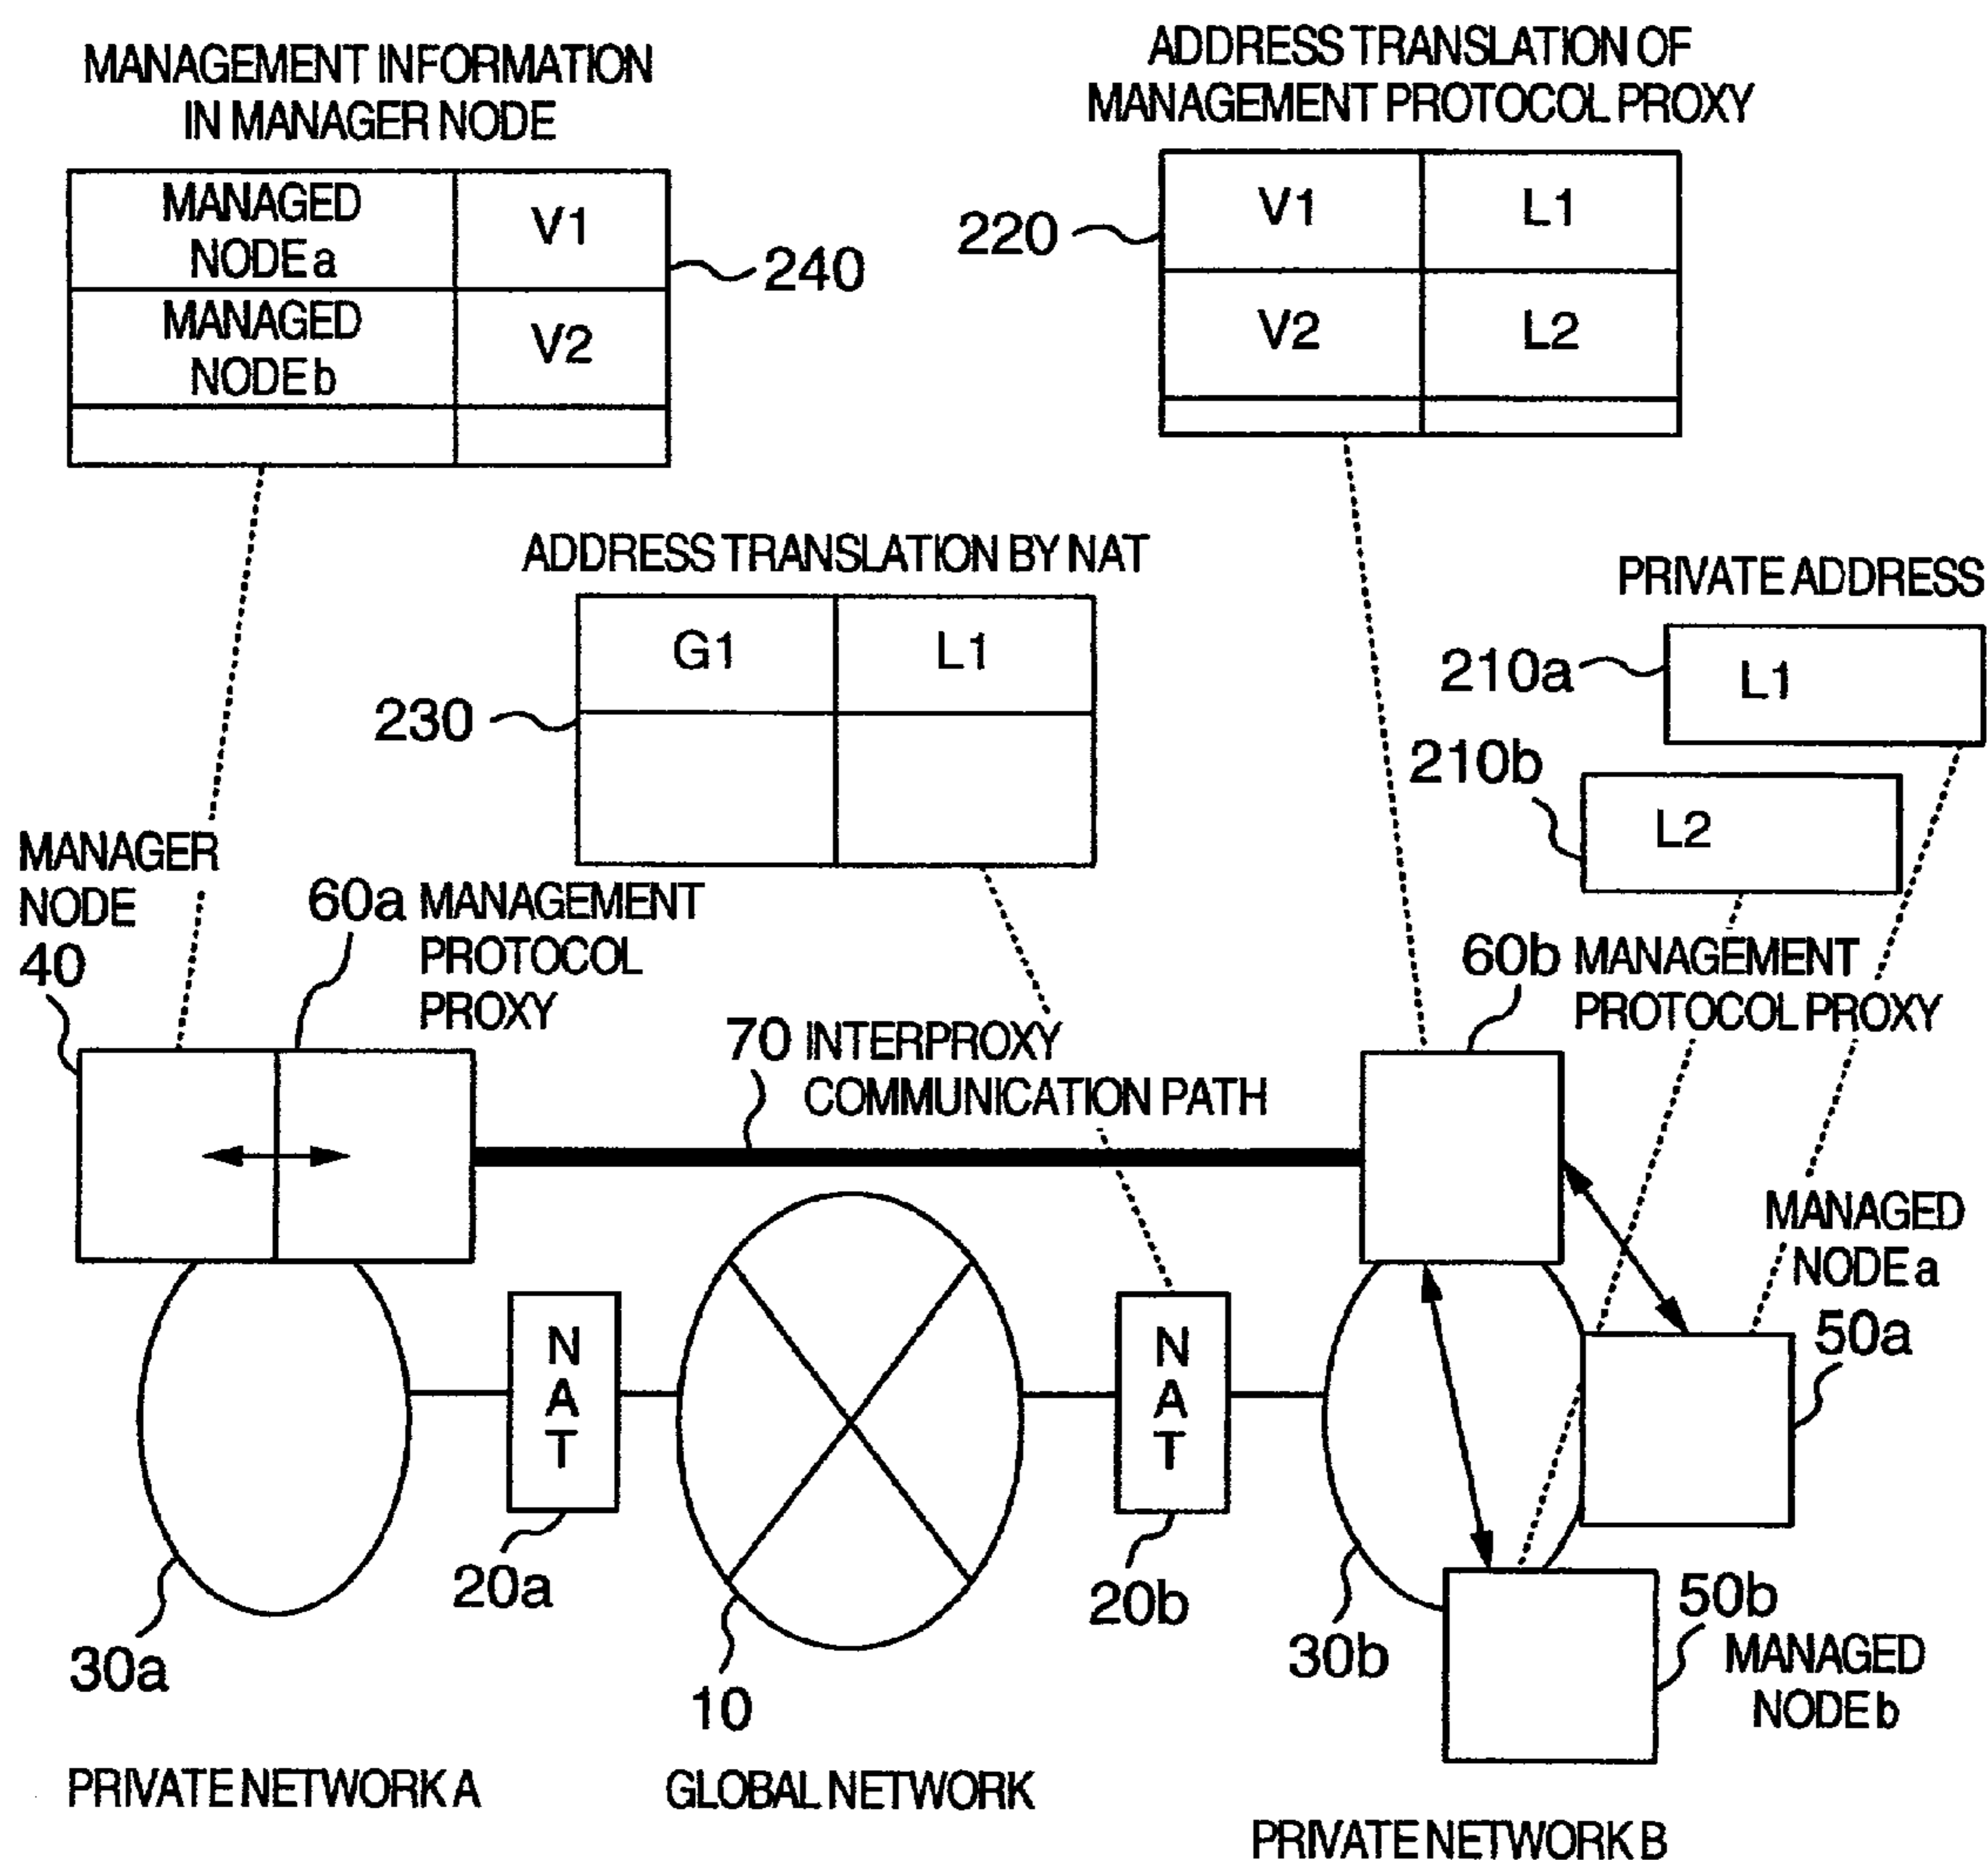 MANAGEMENT INFORMATION
IN MANAGER NODE
MANAGED
NODE a
V1
MANAGED
NODE b
V2
240
ADDRESS TRANSLATION OF
MANAGEMENT PROTOCOL PROXY
V1
L1
V2
L2
220
ADDRESS TRANSLATION BY NAT
G1
L1
230
PRIVATE ADDRESS
210a
L1
210b
L2
MANAGER
NODE
40
60a MANAGEMENT
PROTOCOL
PROXY
70 INTERPROXY
COMMUNICATION PATH
60b MANAGEMENT
PROTOCOL PROXY
MANAGED
NODE a
50a
N
A
T
N
A
T
20a
20b
30a
10
30b
50b
MANAGED
NODE b
PRIVATE NETWORK A
GLOBAL NETWORK
PRIVATE NETWORK B